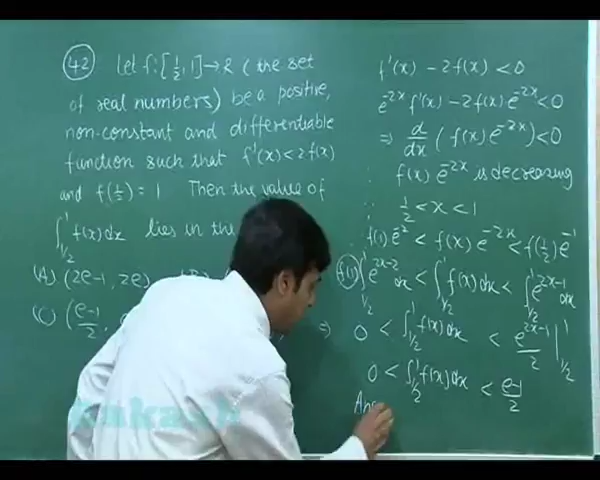 42 Let f: [1/2, 1] → R (the set
of real numbers) be a positive,
non-constant and differentiable
function such that f'(x) < 2 f(x)
and f(1/2) = 1 Then the value of
∫_{1/2}^{1} f(x) dx lies in the
(A) (2e-1, 2e)
(C) (e-1/2,
f'(x) - 2f(x) < 0
e^{-2x} f'(x) - 2f(x) e^{-2x} < 0
⇒ d/dx (f(x) e^{-2x}) < 0
f(x) e^{-2x} is decreasing
1/2 < x < 1
f(1) e^{-2} < f(x) e^{-2x} < f(1/2) e^{-1}
f(1) ∫_{1/2}^{1} e^{2x-2} dx < ∫_{1/2}^{1} f(x) dx < ∫_{1/2}^{1} e^{2x-1} dx
⇒ 0 < ∫_{1/2}^{1} f(x) dx < e^{2x-1}/2 |_{1/2}^{1}
0 < ∫_{1/2}^{1} f(x) dx < e-1/2
Ans